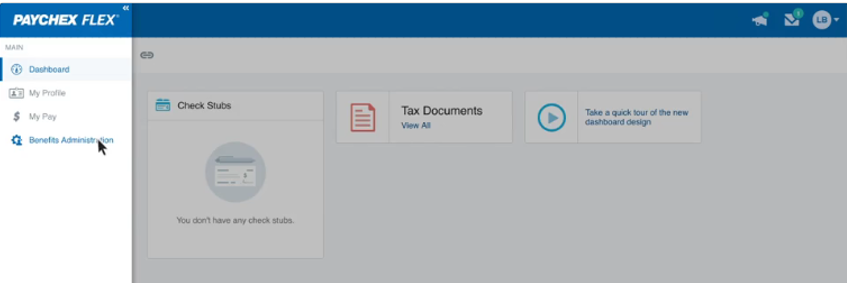 PAYCHEX FLEX®
LB
MAIN
Dashboard
My Profile
My Pay
Benefits Administration
Check Stubs
You don't have any check stubs.
Tax Documents
View All
Take a quick tour of the new
dashboard design